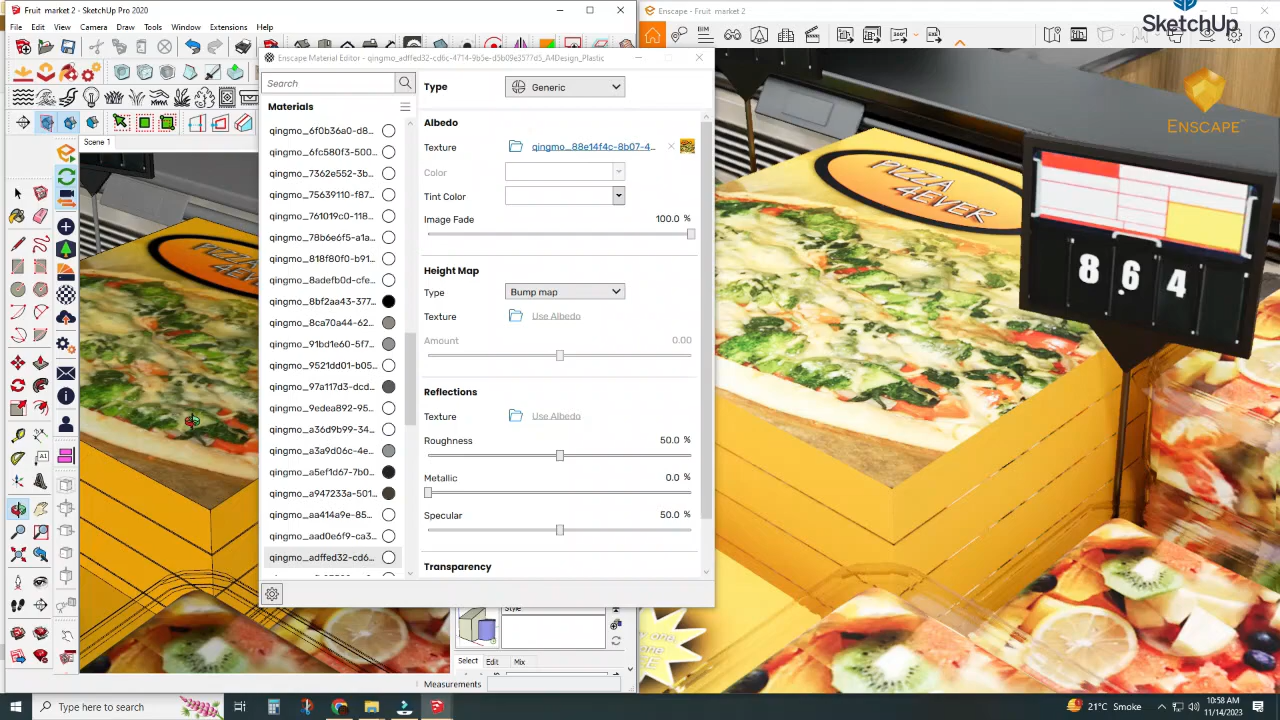 Fruit market 2 - SketchUp Pro 2020
Enscape - Fruit market 2
SketchUp
File Edit View Camera Draw Tools Window Extensions Help
Enscape Material Editor - qingmo_adffed32-cd6c-4714-9b5e-d5b09e3577d5_A4Design_Plastic
Search
Type
Generic
Materials
Albedo
Texture
qingmo_88e14f4c-8b07-4...
Color
Tint Color
Image Fade
100.0 %
Height Map
Type
Bump map
Texture
Use Albedo
Amount
0.00
Reflections
Texture
Use Albedo
Roughness
50.0 %
Metallic
0.0 %
Specular
50.0 %
Transparency
qingmo_6f0b36a0-d8...
qingmo_6fc580f3-500...
qingmo_7362e552-3b...
qingmo_75639110-f87...
qingmo_761019c0-118...
qingmo_78b6e6f5-a1a...
qingmo_818f80f0-b91...
qingmo_8adefb0d-cfe...
qingmo_8bf2aa43-377...
qingmo_8ca70a44-62...
qingmo_91bd1e60-5f7...
qingmo_9521dd01-b05...
qingmo_97a117d3-dcd...
qingmo_9edea892-95...
qingmo_a36d9b99-34...
qingmo_a3a9d06c-4e...
qingmo_a5ef1d67-7b0...
qingmo_a947233a-501...
qingmo_aa414a9e-85...
qingmo_aad0e6f9-ca3...
qingmo_adffed32-cd6...
Scene 1
ENSCAPE™
PIZZA
4EVER
8 6 4
Style
Select Edit Mix
Measurements
Type here to search
21°C Smoke
10:58 AM
11/14/2023